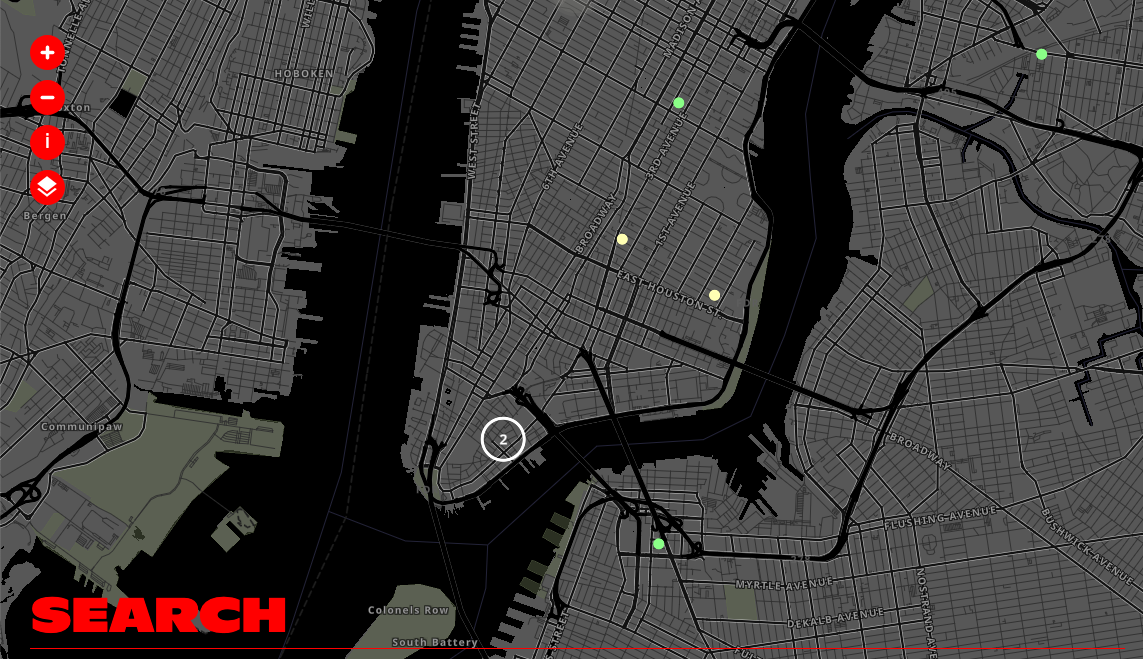 MADISON
HOBOKEN
WEST STREET
6TH AVENUE
3RD AVENUE
i
Bergen
BROADWAY
1ST AVENUE
EAST HOUSTON ST.
Communipaw
2
BROADWAY
FLUSHING AVENUE
BUSHWICK AVENUE
MYRTLE AVENUE
DEKALB AVENUE
NOSTRAND AVE
Colonels Row
SEARCH
South Battery